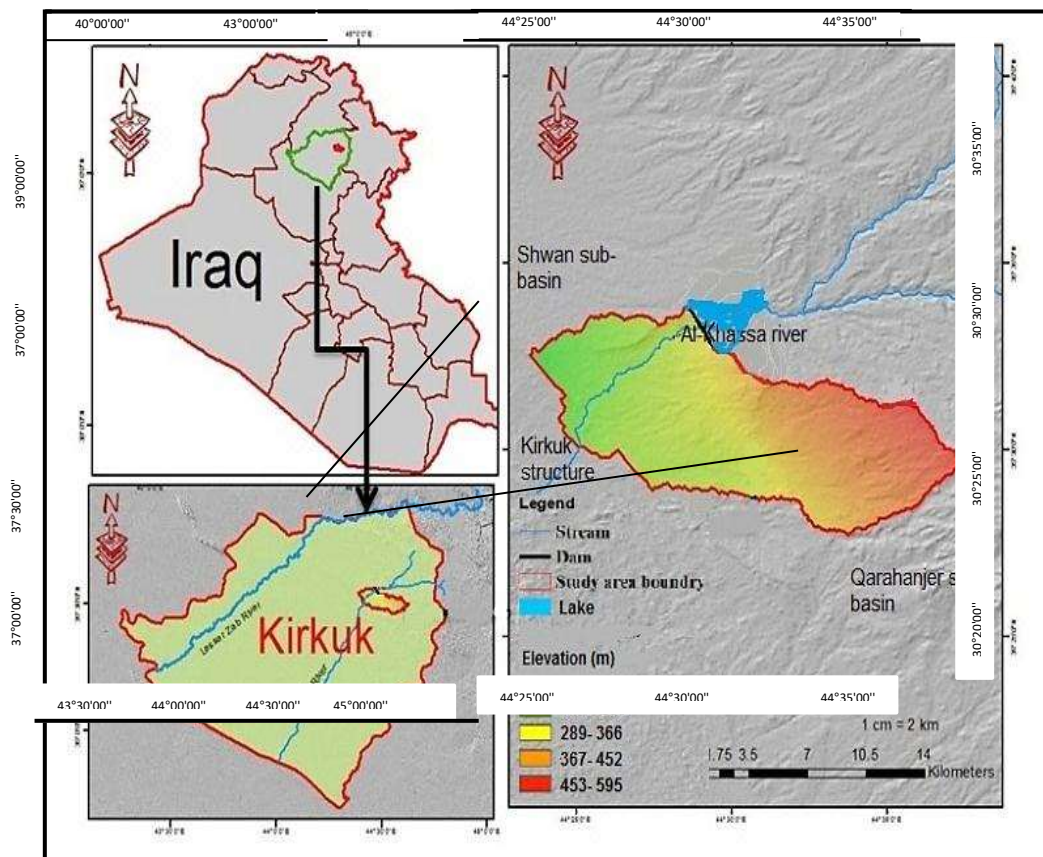 40°00'00" 43°00'00" 44°25'00" 44°30'00" 44°35'00"
N
Iraq
39°00'00"
37°00'00"
37°30'00"
37°00'00"
N
Shwan sub-
basin
Al-Khassa river
Kirkuk
structure
Legend
Stream
Dam
Study area boundry
Lake
Elevation (m)
Qarahanjer s
basin
30°35'00"
30°30'00"
30°25'00"
30°20'00"
N
Lesser Zab River
Kirkuk
River
43°30'00" 44°00'00" 44°30'00" 45°00'00" 44°25'00" 44°30'00" 44°35'00"
289- 366
367- 452
453- 595
1 cm = 2 km
.75 3.5 7 10.5 14
Kilometers